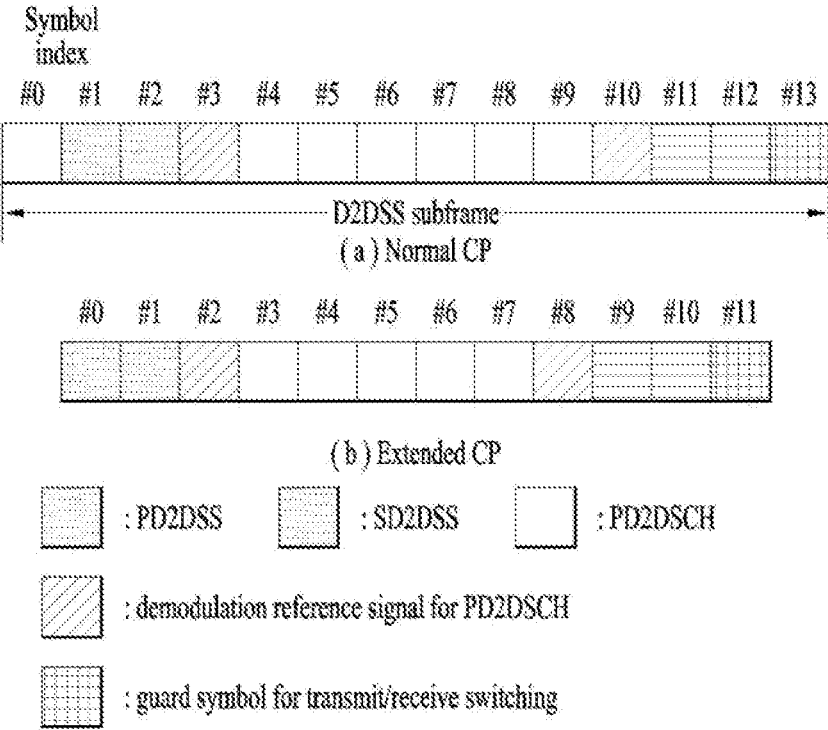 Symbol
index
#0 #1 #2 #3 #4 #5 #6 #7 #8 #9 #10 #11 #12 #13
D2DSS subframe
( a ) Normal CP
#0 #1 #2 #3 #4 #5 #6 #7 #8 #9 #10 #11
( b ) Extended CP
: PD2DSS : SD2DSS : PD2DSCH
: demodulation reference signal for PD2DSCH
: guard symbol for transmit/receive switching